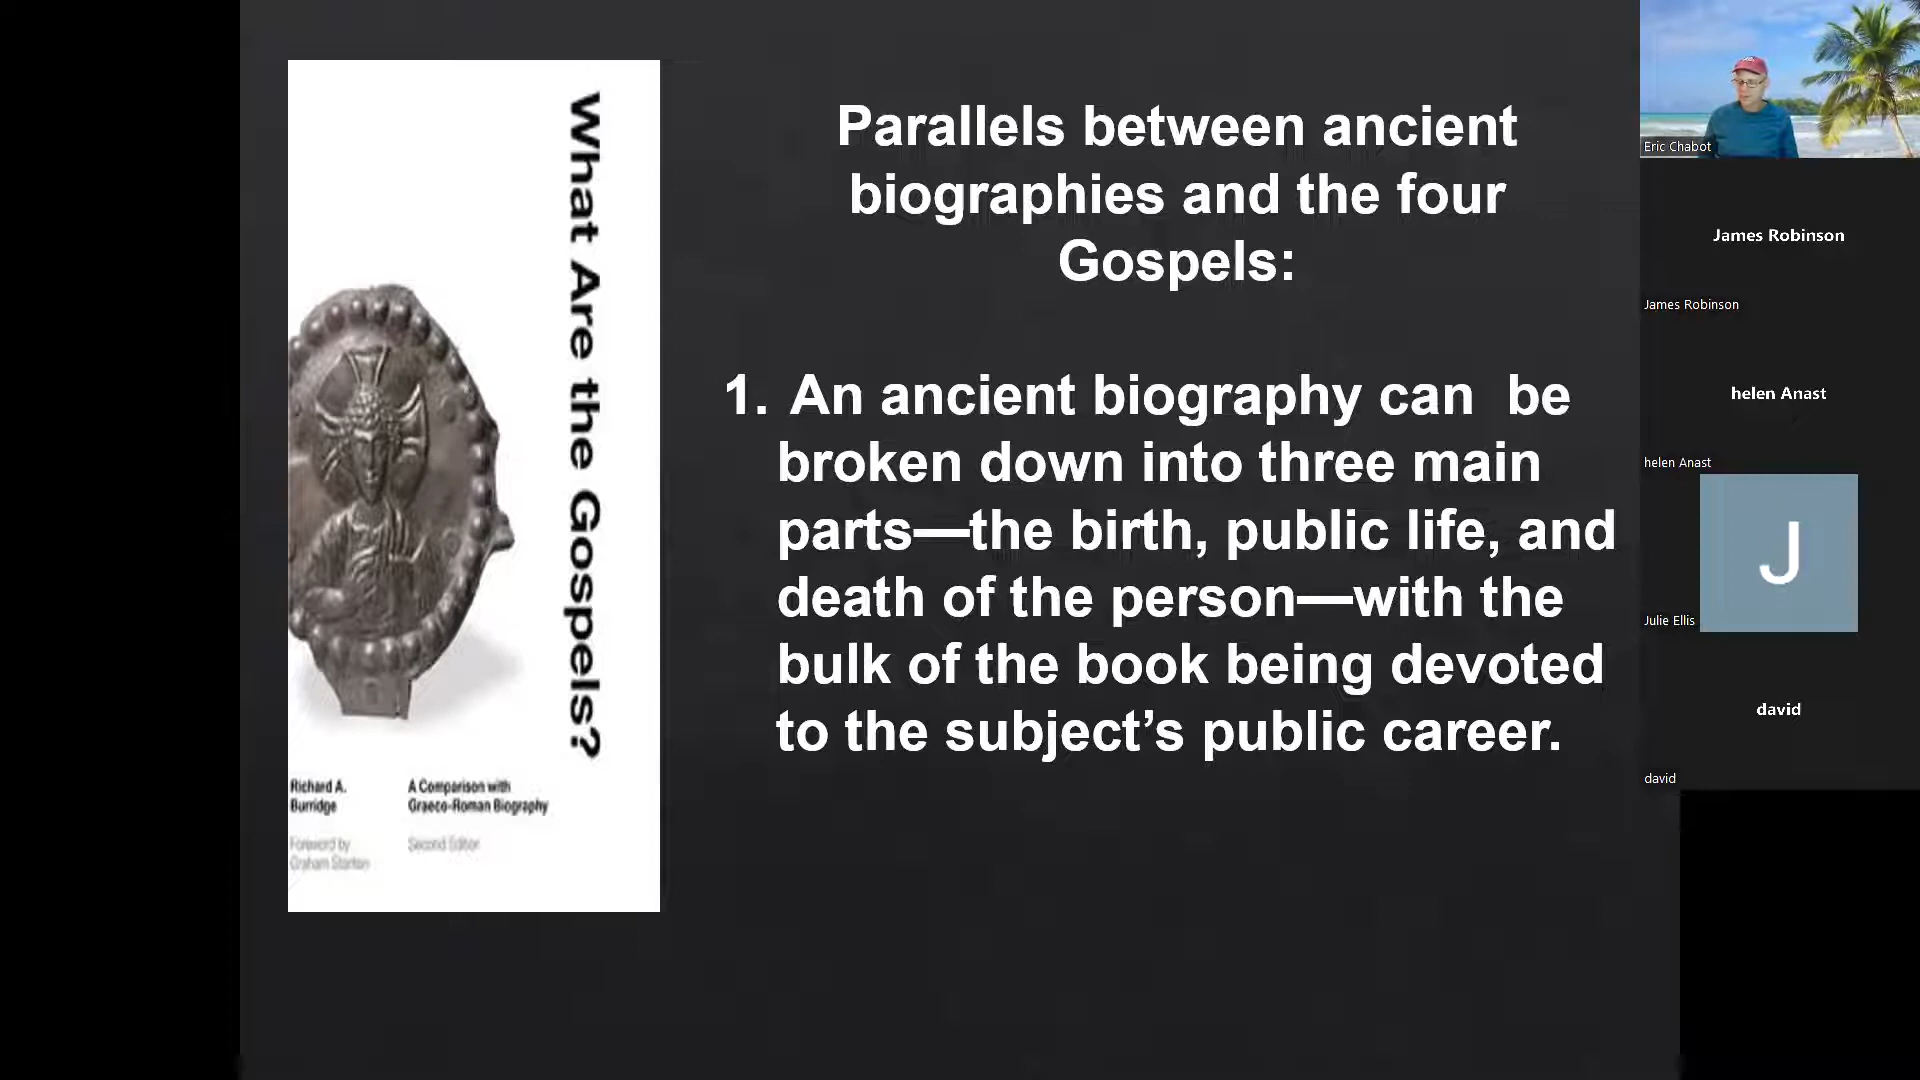 What Are the Gospels?
Richard A.
Burridge
A Comparison with
Graeco-Roman Biography
Foreword by
Graham Stanton
Second Edition
Parallels between ancient
biographies and the four
Gospels:
1. An ancient biography can be
broken down into three main
parts—the birth, public life, and
death of the person—with the
bulk of the book being devoted
to the subject’s public career.
Eric Chabot
James Robinson
James Robinson
helen Anast
helen Anast
J
Julie Ellis
david
david